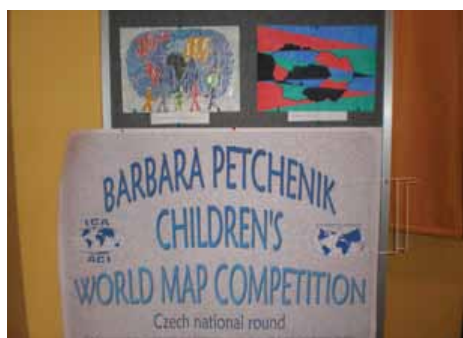 BARBARA PETCHENIK
ICA
CHILDREN'S
ACI
WORLD MAP COMPETITION
Czech national round